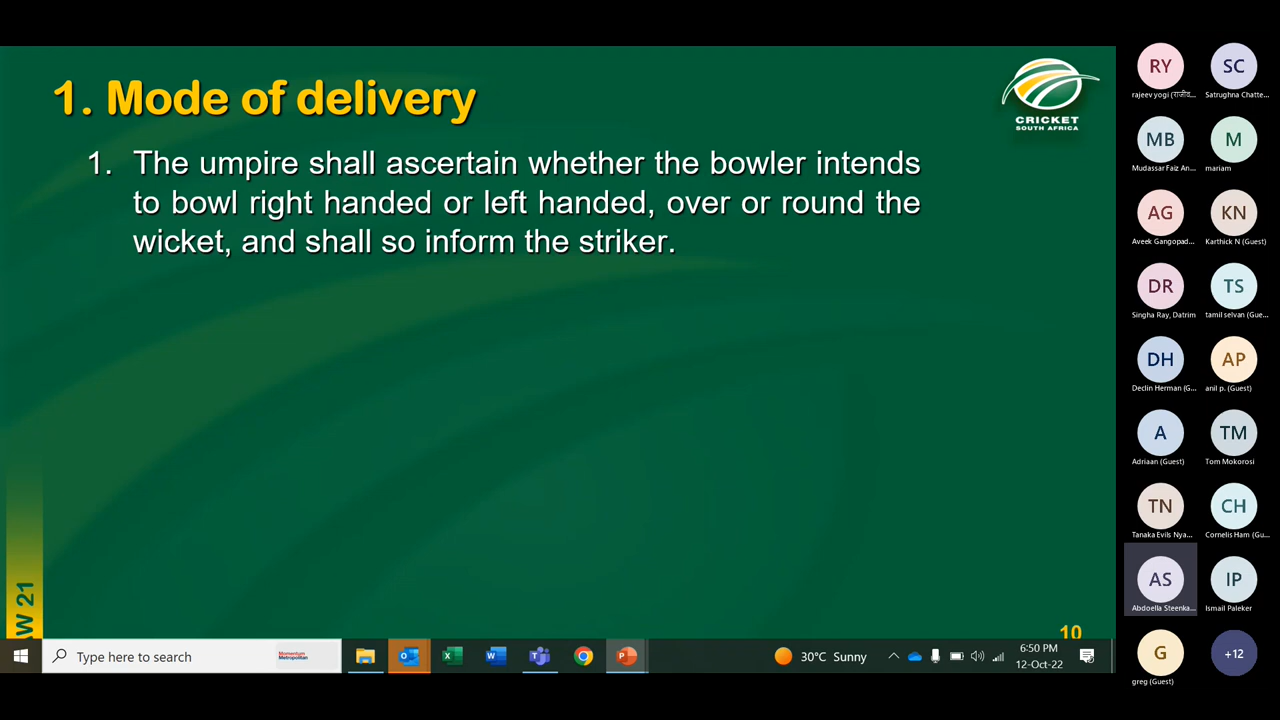 1. Mode of delivery
CRICKET
SOUTH AFRICA
1. The umpire shall ascertain whether the bowler intends
to bowl right handed or left handed, over or round the
wicket, and shall so inform the striker.
AW 21
10
RY
rajeev yogi (राजीव...
SC
Satrughna Chatte...
MB
Mudassar Faiz An...
M
mariam
AG
Aveek Gangopad...
KN
Karthick N (Guest)
DR
Singha Ray, Datrim
TS
tamil selvan (Gue...
DH
Declin Herman (G...
AP
anil p. (Guest)
A
Adriaan (Guest)
TM
Tom Mokorosi
TN
Tanaka Evils Nya...
CH
Cornelis Ham (Gu...
AS
Abdoella Steenka...
IP
Ismail Paleker
G
greg (Guest)
+12
Type here to search
Momentum
Metropolitan
30°C Sunny
6:50 PM
12-Oct-22